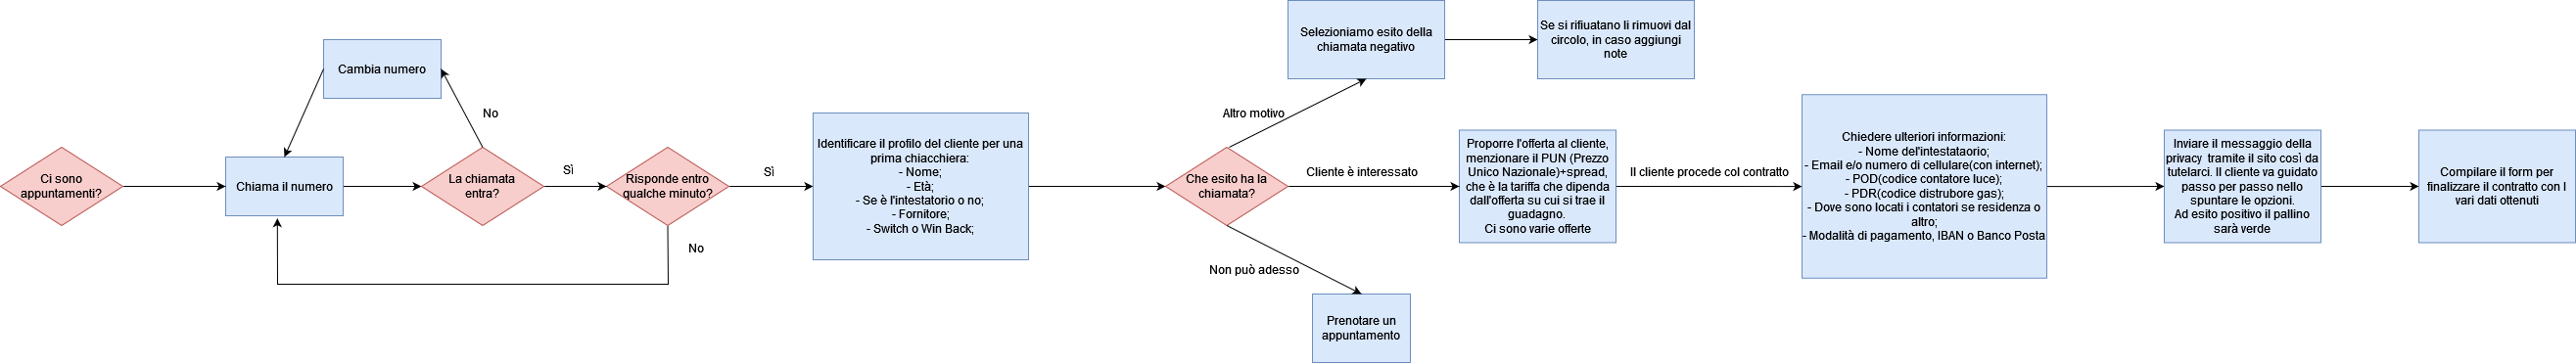 Ci sono
appuntamenti?
Chiama il numero
Cambia numero
No
La chiamata
entra?
Sì
Risponde entro
qualche minuto?
No
Sì
Identificare il profilo del cliente per una
prima chiacchiera:
- Nome;
- Età;
- Se è l'intestatorio o no;
- Fornitore;
- Switch o Win Back;
Che esito ha la
chiamata?
Altro motivo
Selezioniamo esito della
chiamata negativo
Se si rifiuatano li rimuovi dal
circolo, in caso aggiungi
note
Cliente è interessato
Proporre l'offerta al cliente,
menzionare il PUN (Prezzo
Unico Nazionale)+spread,
che è la tariffa che dipenda
dall'offerta su cui si trae il
guadagno.
Ci sono varie offerte
Non può adesso
Prenotare un
appuntamento
Il cliente procede col contratto
Chiedere ulteriori informazioni:
- Nome del'intestataorio;
- Email e/o numero di cellulare(con internet);
- POD(codice contatore luce);
- PDR(codice distrubore gas);
- Dove sono locati i contatori se residenza o
altro;
- Modalità di pagamento, IBAN o Banco Posta
Inviare il messaggio della
privacy tramite il sito così da
tutelarci. Il cliente va guidato
passo per passo nello
spuntare le opzioni.
Ad esito positivo il pallino
sarà verde
Compilare il form per
finalizzare il contratto con I
vari dati ottenuti